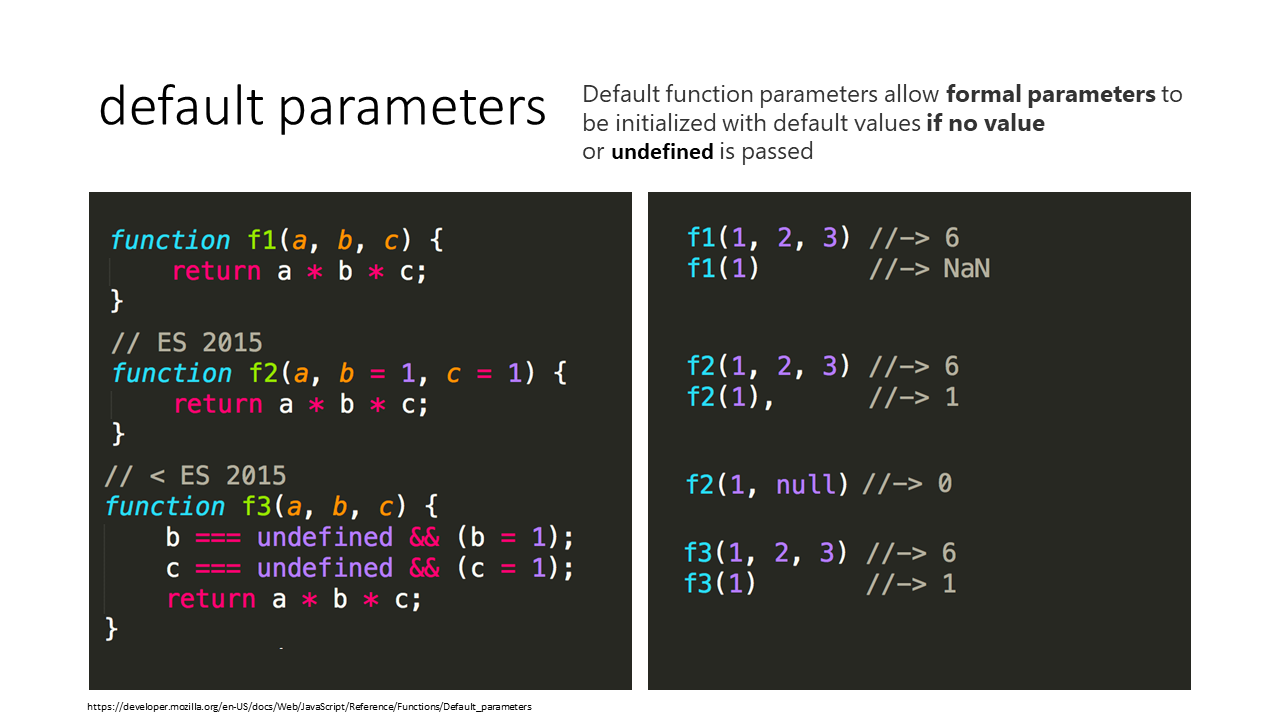 default parameters
Default function parameters allow formal parameters to
be initialized with default values if no value
or undefined is passed
function f1(a, b, c) {
    return a * b * c;
}
// ES 2015
function f2(a, b = 1, c = 1) {
    return a * b * c;
}
// < ES 2015
function f3(a, b, c) {
    b === undefined && (b = 1);
    c === undefined && (c = 1);
    return a * b * c;
}
f1(1, 2, 3) //-> 6
f1(1)       //-> NaN
f2(1, 2, 3) //-> 6
f2(1),      //-> 1
f2(1, null) //-> 0
f3(1, 2, 3) //-> 6
f3(1)       //-> 1
https://developer.mozilla.org/en-US/docs/Web/JavaScript/Reference/Functions/Default_parameters